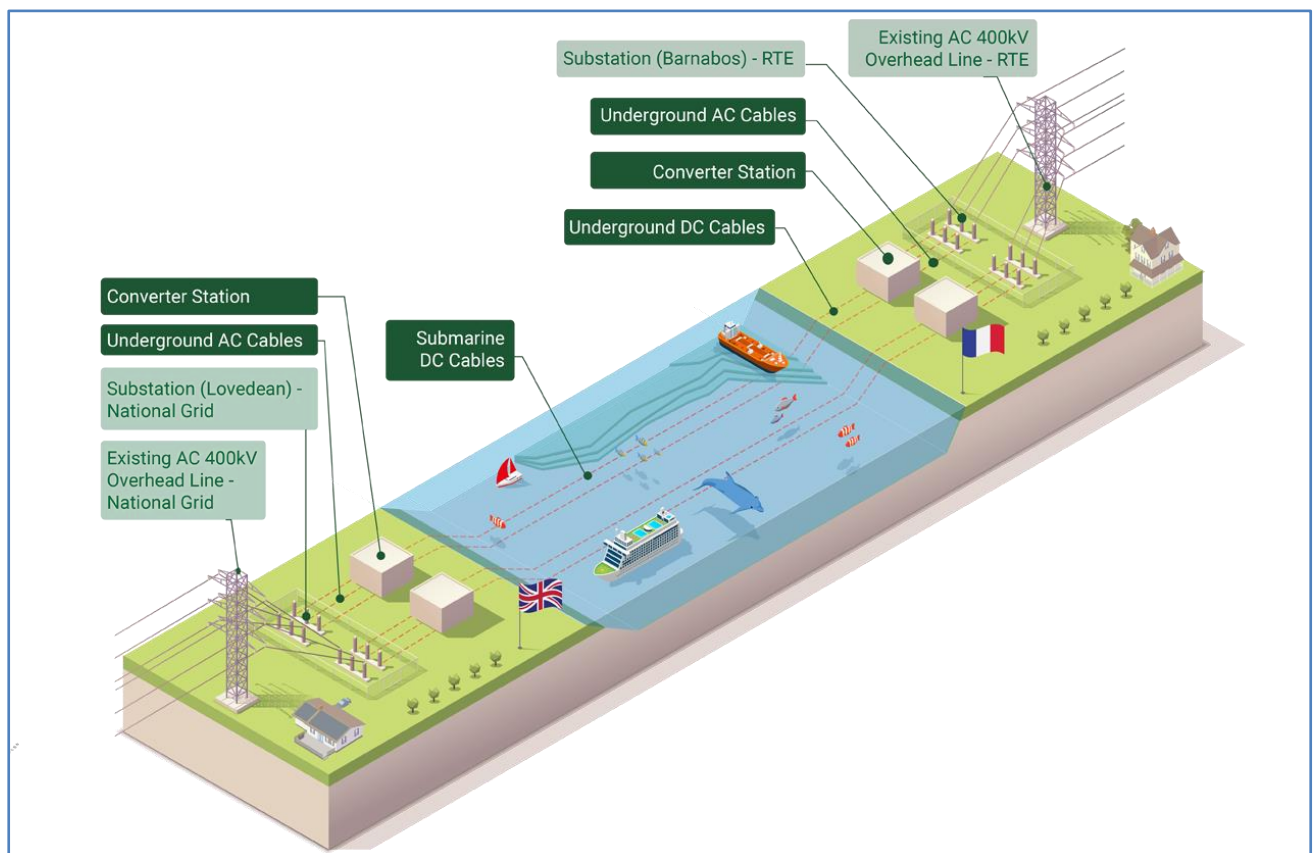 Existing AC 400kV
Overhead Line - RTE
Substation (Barnabos) - RTE
Underground AC Cables
Converter Station
Underground DC Cables
Converter Station
Underground AC Cables
Substation (Lovedean) -
National Grid
Existing AC 400kV
Overhead Line -
National Grid
Submarine
DC Cables